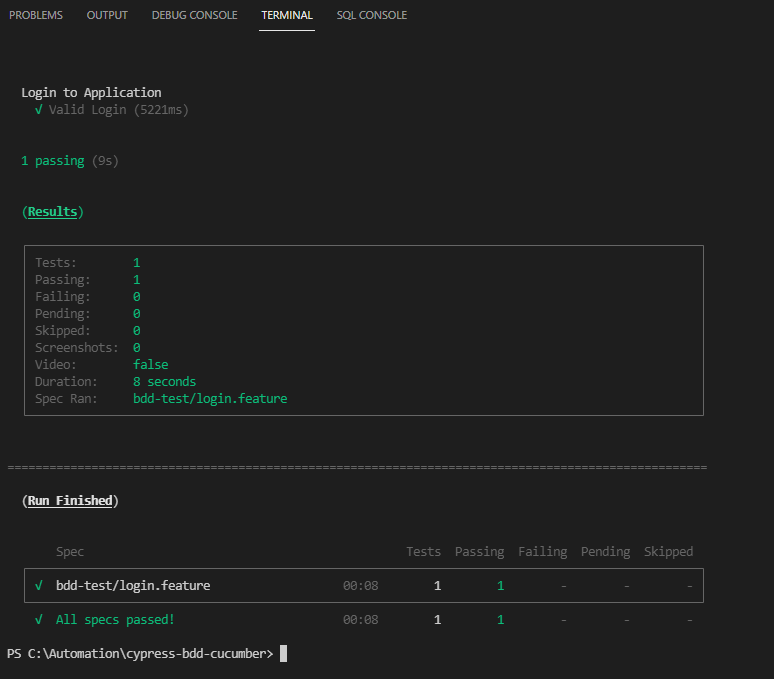 PROBLEMS OUTPUT DEBUG CONSOLE TERMINAL SQL CONSOLE
Login to Application
√ Valid Login (5221ms)
1 passing (9s)
(Results)
Tests: 1
Passing: 1
Failing: 0
Pending: 0
Skipped: 0
Screenshots: 0
Video: false
Duration: 8 seconds
Spec Ran: bdd-test/login.feature
====================================================================================================
(Run Finished)
Spec Tests Passing Failing Pending Skipped
√ bdd-test/login.feature 00:08 1 1 - - -
√ All specs passed! 00:08 1 1 - - -
PS C:\Automation\cypress-bdd-cucumber>